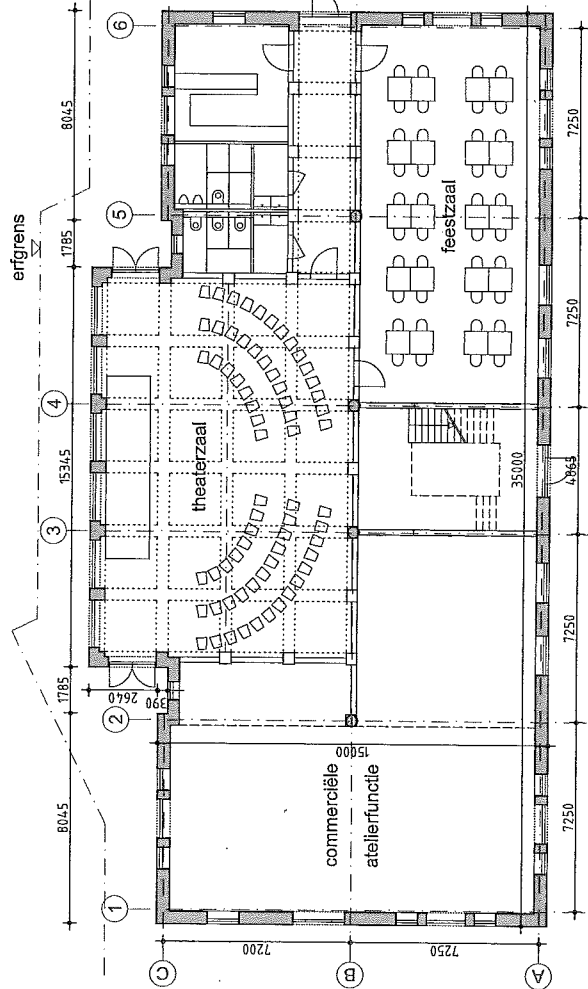 erfgrens
8045
1785
15345
1785
8045
1
2
3
4
5
6
2640
390
theaterzaal
feestzaal
commerciële
atelierfunctie
15000
35000
4865
7200
7250
C
B
A
7250
7250
7250
7250